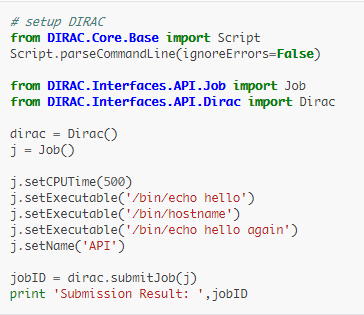 # setup DIRAC
from DIRAC.Core.Base import Script
Script.parseCommandLine(ignoreErrors=False)

from DIRAC.Interfaces.API.Job import Job
from DIRAC.Interfaces.API.Dirac import Dirac

dirac = Dirac()
j = Job()

j.setCPUTime(500)
j.setExecutable('/bin/echo hello')
j.setExecutable('/bin/hostname')
j.setExecutable('/bin/echo hello again')
j.setName('API')

jobID = dirac.submitJob(j)
print 'Submission Result: ',jobID